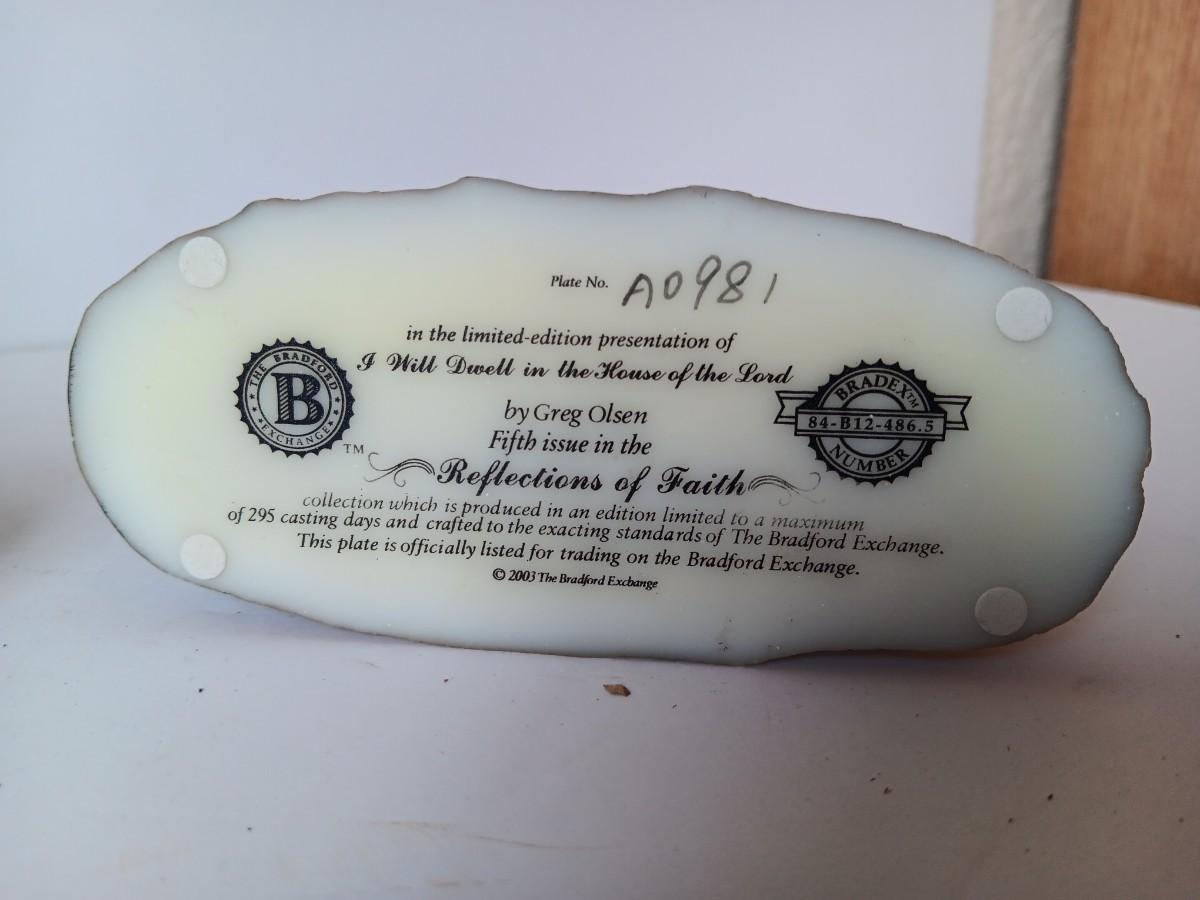 Plate No. A0981
in the limited-edition presentation of
I Will Dwell in the House of the Lord
by Greg Olsen
Fifth issue in the
Reflections of Faith
collection which is produced in an edition limited to a maximum
of 295 casting days and crafted to the exacting standards of The Bradford Exchange.
This plate is officially listed for trading on the Bradford Exchange.
© 2003 The Bradford Exchange
THE BRADFORD
B
EXCHANGE
TM
BRADEX™
84-B12-486.5
NUMBER